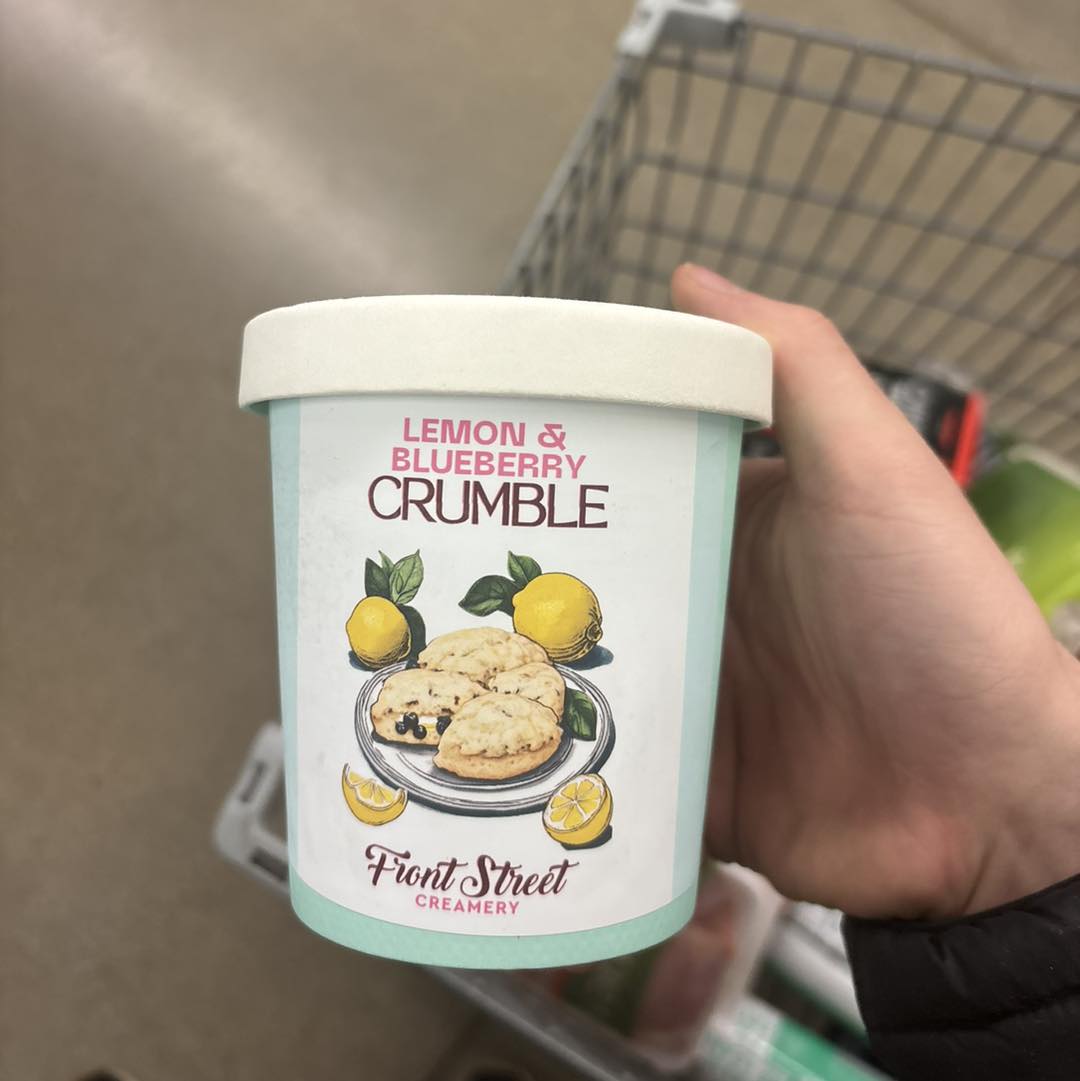 LEMON &
BLUEBERRY
CRUMBLE
Front Street
CREAMERY